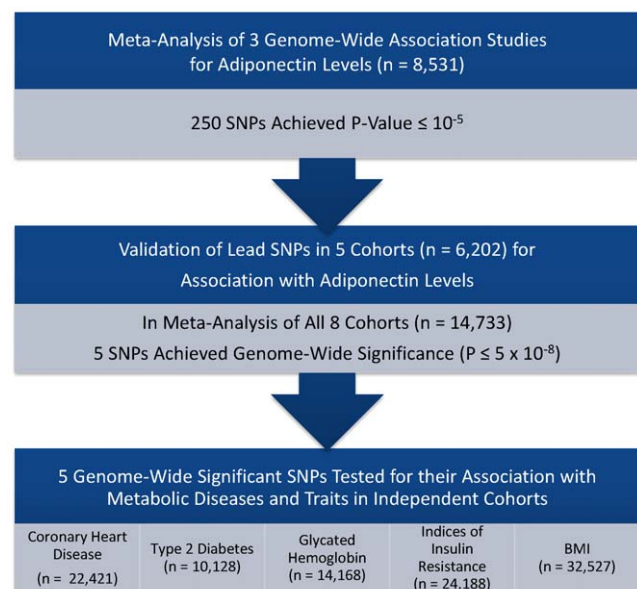 Meta-Analysis of 3 Genome-Wide Association Studies
for Adiponectin Levels (n = 8,531)
250 SNPs Achieved P-Value ≤ 10⁻⁵
Validation of Lead SNPs in 5 Cohorts (n = 6,202) for
Association with Adiponectin Levels
In Meta-Analysis of All 8 Cohorts (n = 14,733)
5 SNPs Achieved Genome-Wide Significance (P ≤ 5 x 10⁻⁸)
5 Genome-Wide Significant SNPs Tested for their Association with
Metabolic Diseases and Traits in Independent Cohorts
Coronary Heart
Disease
(n = 22,421)
Type 2 Diabetes
(n = 10,128)
Glycated
Hemoglobin
(n = 14,168)
Indices of
Insulin
Resistance
(n = 24,188)
BMI
(n = 32,527)